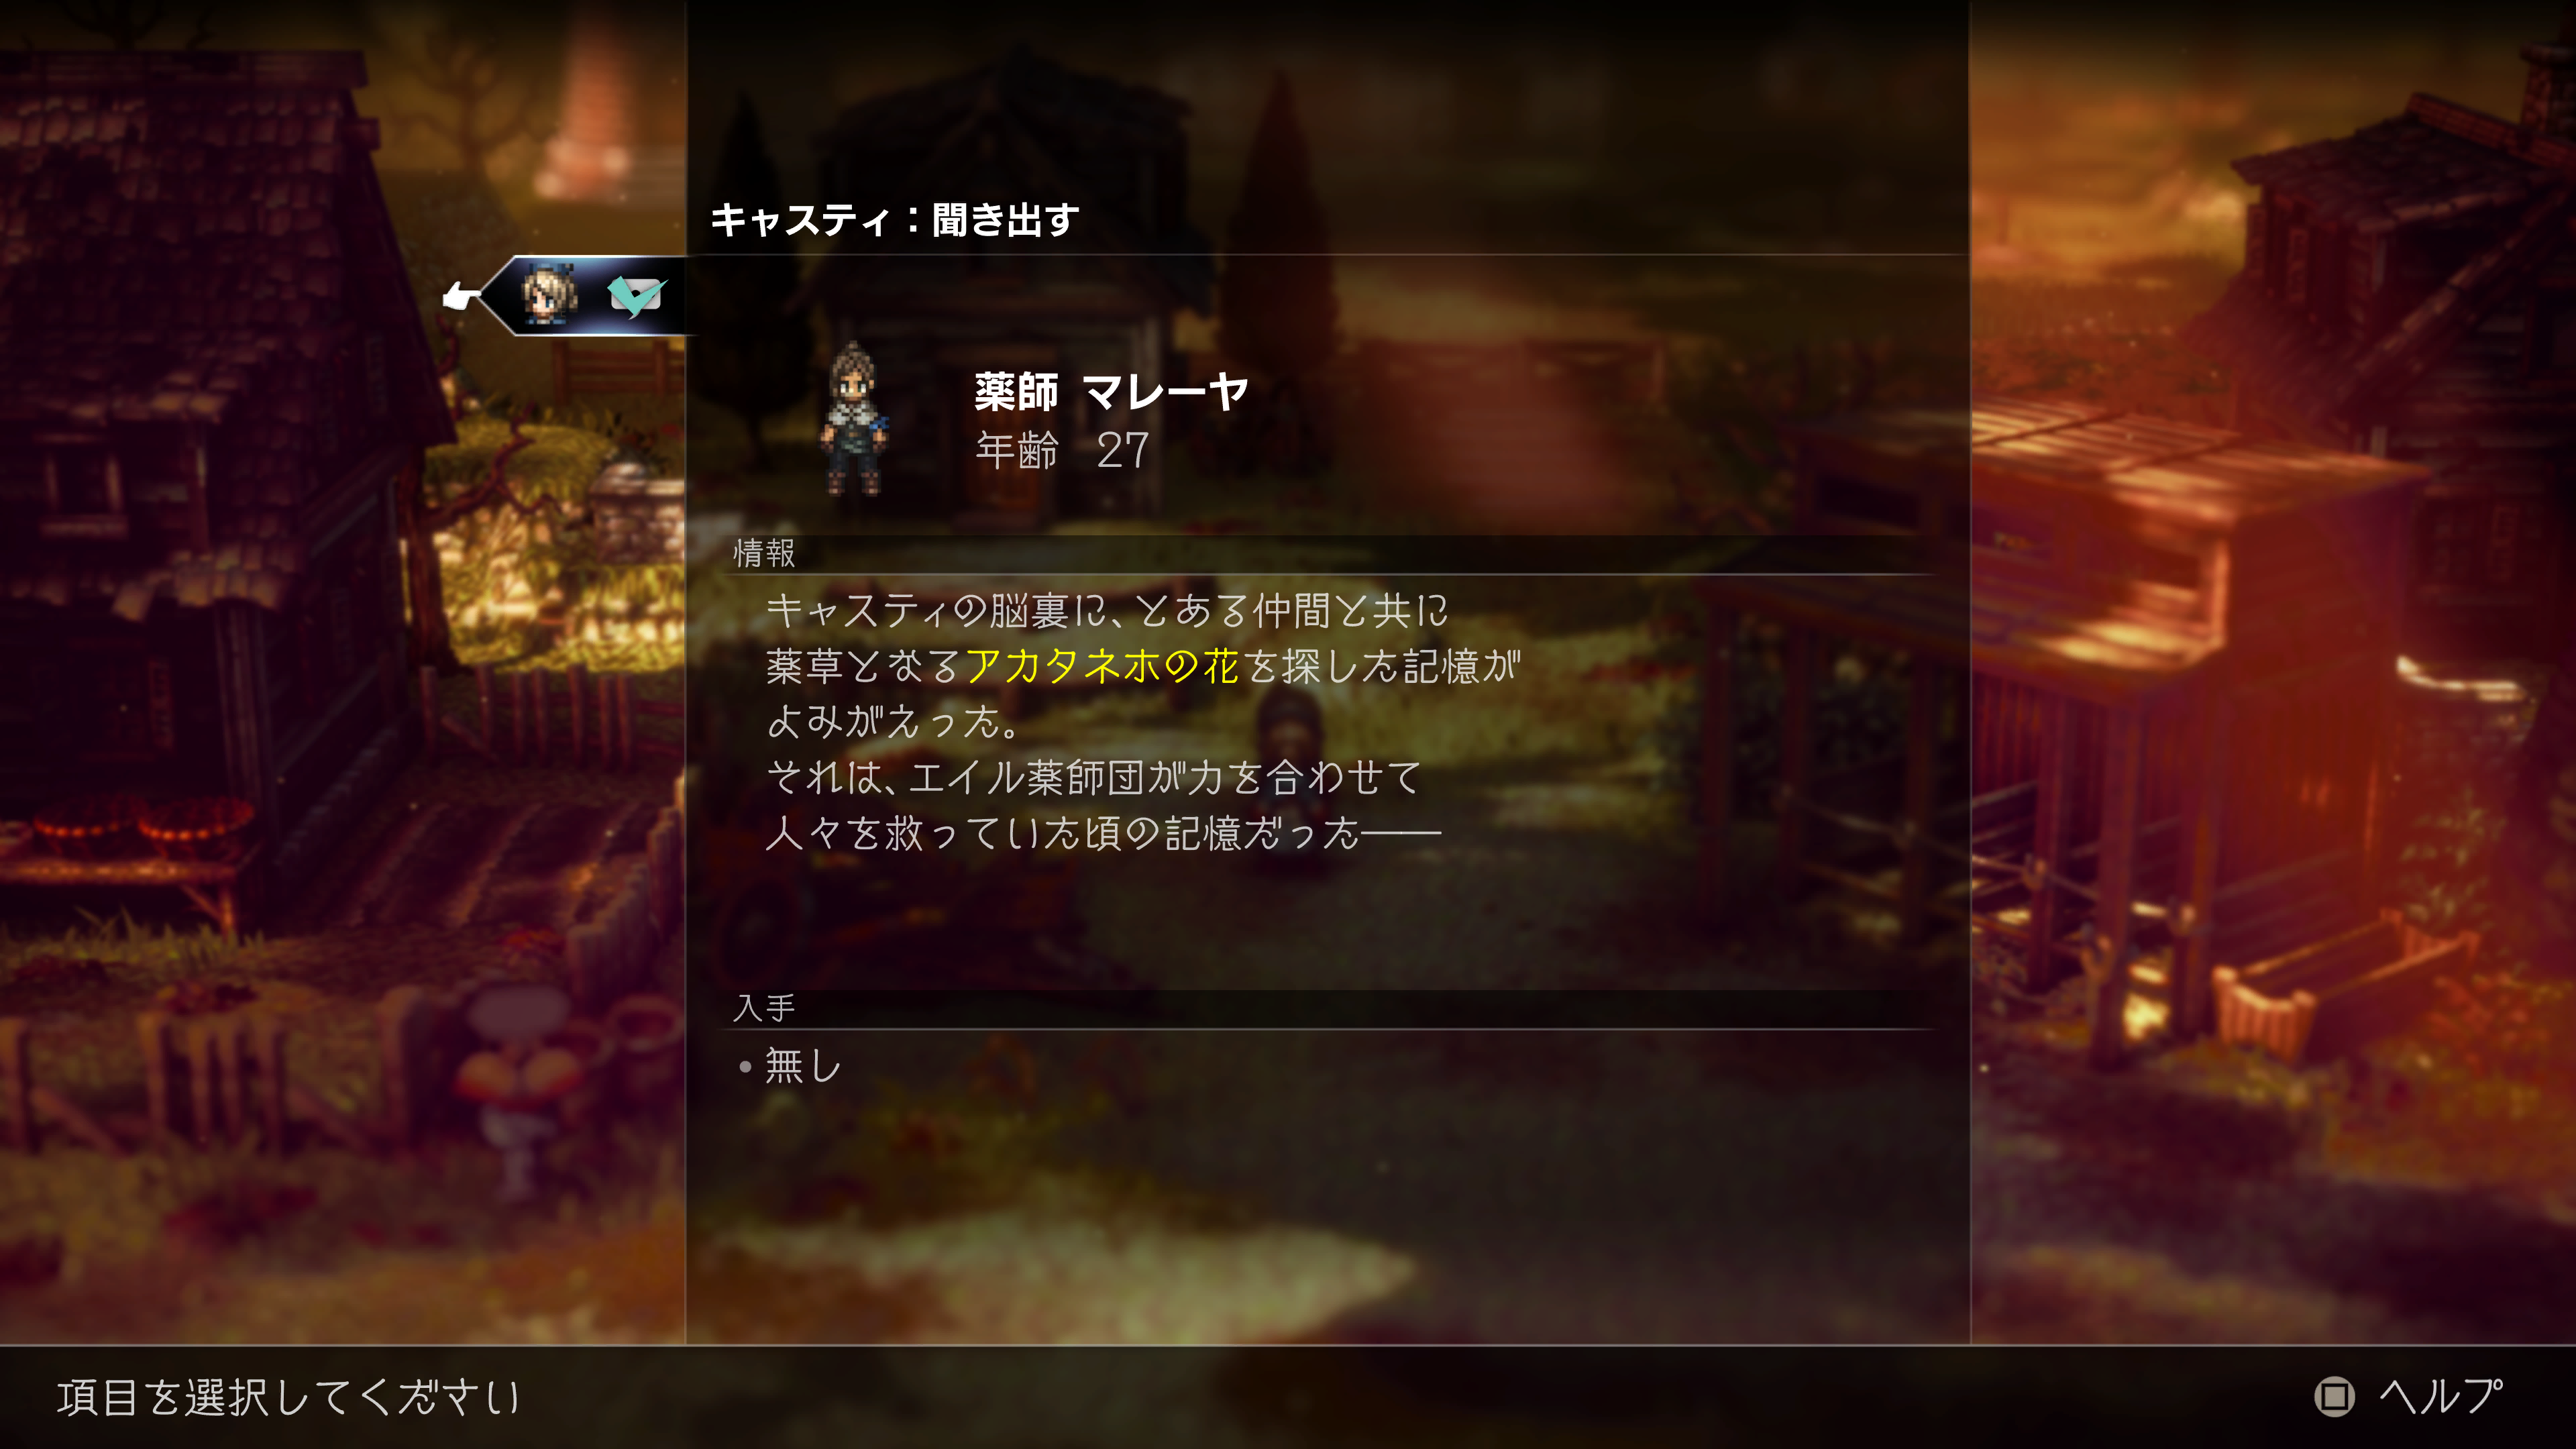 キャスティ：聞き出す
薬師 マレーヤ
年齢 27
情報
キャスティの脳裏に、とある仲間と共に
薬草となるアカタネホの花を探した記憶が
よみがえった。
それは、エイル薬師団が力を合わせて
人々を救っていた頃の記憶だった――
入手
・無し
項目を選択してください
ヘルプ